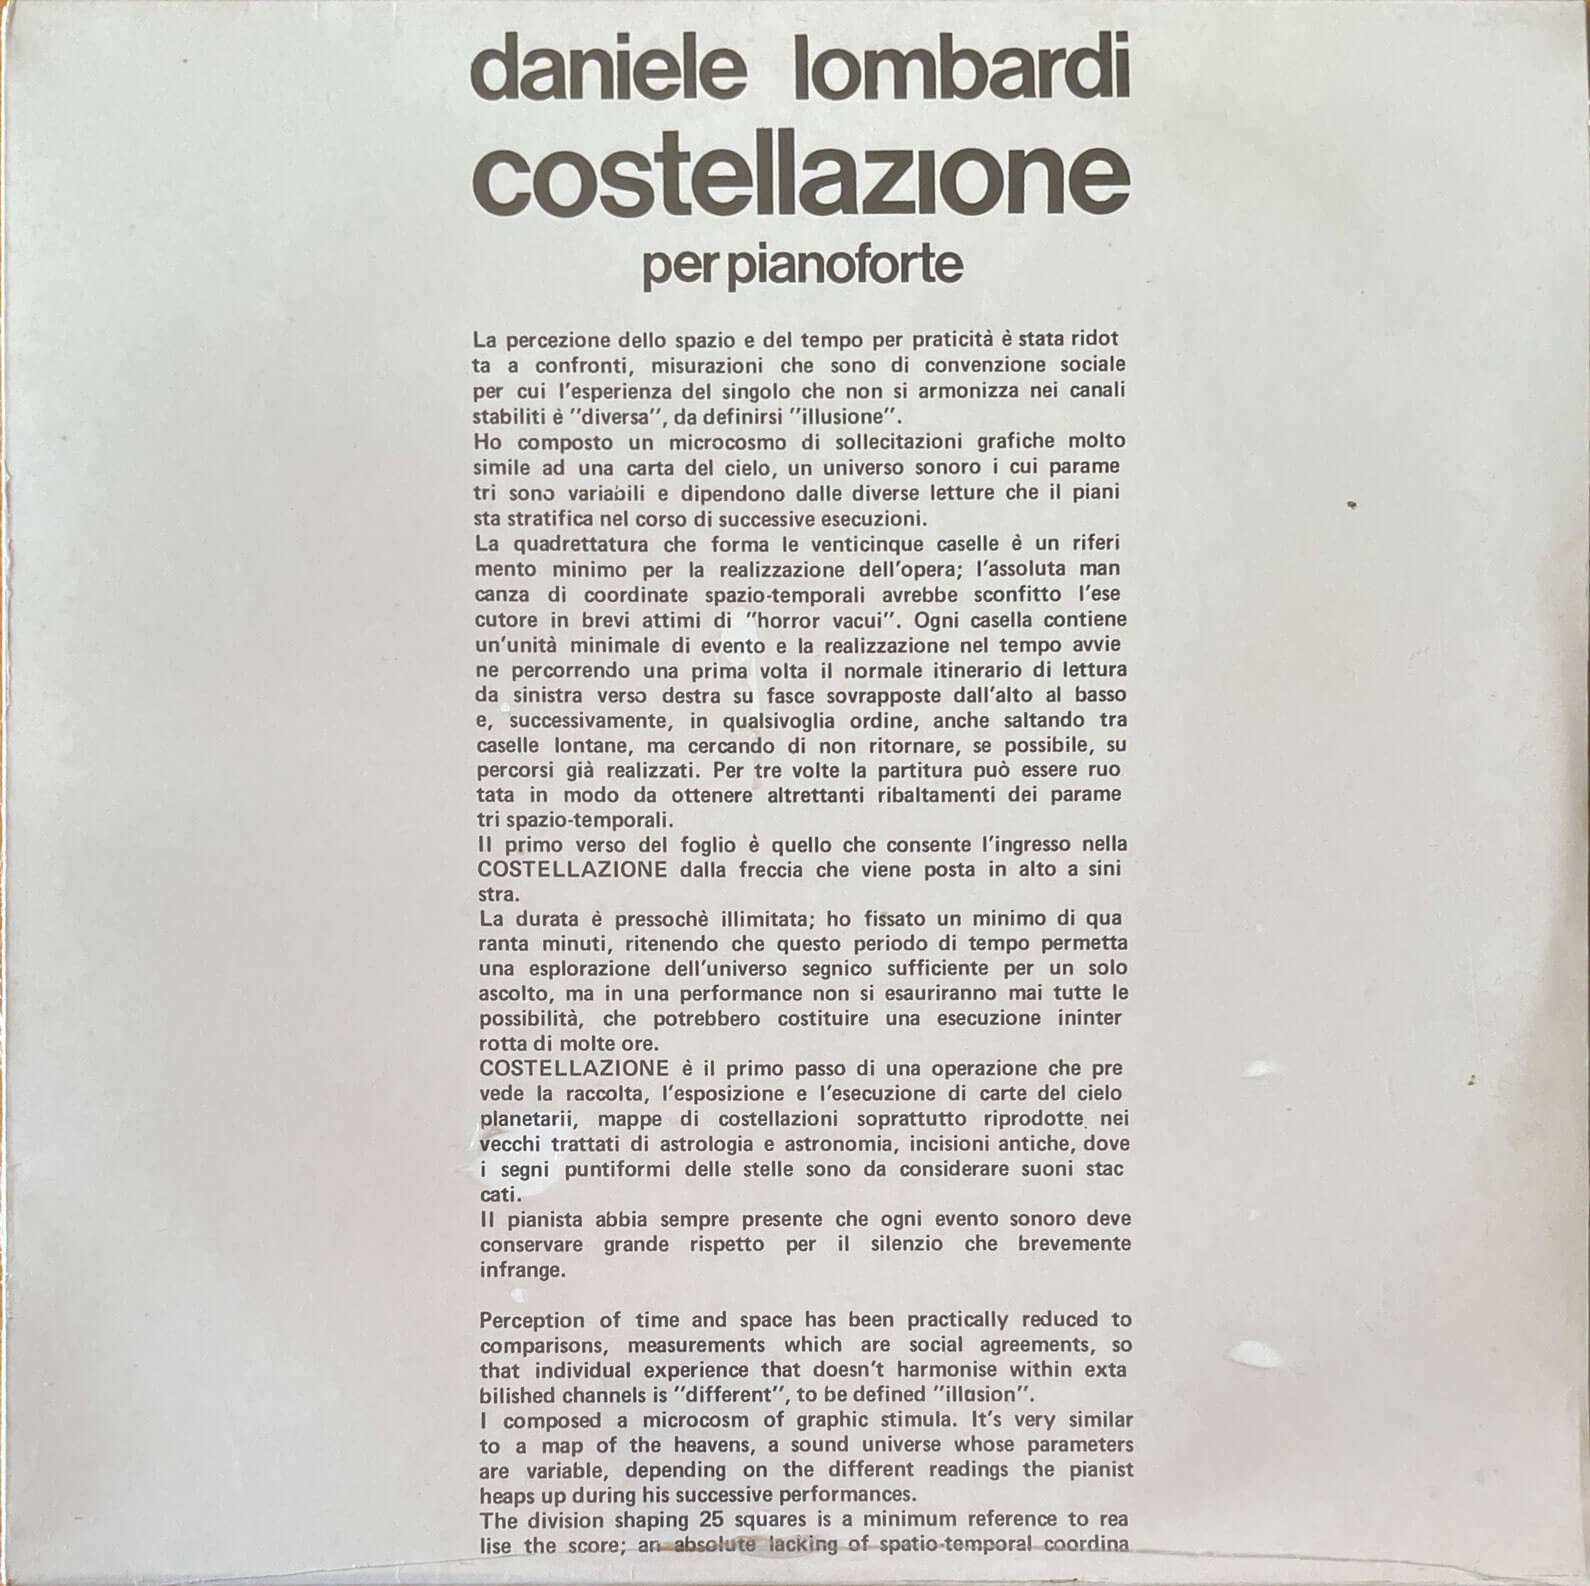 daniele lombardi
costellazione
per pianoforte
La percezione dello spazio e del tempo per praticità è stata ridot
ta a confronti, misurazioni che sono di convenzione sociale
per cui l'esperienza del singolo che non si armonizza nei canali
stabiliti è "diversa", da definirsi "illusione".
Ho composto un microcosmo di sollecitazioni grafiche molto
simile ad una carta del cielo, un universo sonoro i cui parame
tri sono variabili e dipendono dalle diverse letture che il piani
sta stratifica nel corso di successive esecuzioni.
La quadrettatura che forma le venticinque caselle è un riferi
mento minimo per la realizzazione dell'opera; l'assoluta man
canza di coordinate spazio-temporali avrebbe sconfitto l'ese
cutore in brevi attimi di "horror vacui". Ogni casella contiene
un'unità minimale di evento e la realizzazione nel tempo avvie
ne percorrendo una prima volta il normale itinerario di lettura
da sinistra verso destra su fasce sovrapposte dall'alto al basso
e, successivamente, in qualsivoglia ordine, anche saltando tra
caselle lontane, ma cercando di non ritornare, se possibile, su
percorsi già realizzati. Per tre volte la partitura può essere ruo
tata in modo da ottenere altrettanti ribaltamenti dei parame
tri spazio-temporali.
Il primo verso del foglio è quello che consente l'ingresso nella
COSTELLAZIONE dalla freccia che viene posta in alto a sini
stra.
La durata è pressochè illimitata; ho fissato un minimo di qua
ranta minuti, ritenendo che questo periodo di tempo permetta
una esplorazione dell'universo segnico sufficiente per un solo
ascolto, ma in una performance non si esauriranno mai tutte le
possibilità, che potrebbero costituire una esecuzione ininter
rotta di molte ore.
COSTELLAZIONE è il primo passo di una operazione che pre
vede la raccolta, l'esposizione e l'esecuzione di carte del cielo
planetarii, mappe di costellazioni soprattutto riprodotte nei
vecchi trattati di astrologia e astronomia, incisioni antiche, dove
i segni puntiformi delle stelle sono da considerare suoni stac
cati.
Il pianista abbia sempre presente che ogni evento sonoro deve
conservare grande rispetto per il silenzio che brevemente
infrange.
Perception of time and space has been practically reduced to
comparisons, measurements which are social agreements, so
that individual experience that doesn't harmonise within exta
bilished channels is "different", to be defined "illusion".
I composed a microcosm of graphic stimula. It's very similar
to a map of the heavens, a sound universe whose parameters
are variable, depending on the different readings the pianist
heaps up during his successive performances.
The division shaping 25 squares is a minimum reference to rea
lise the score; an absolute lacking of spatio-temporal coordina